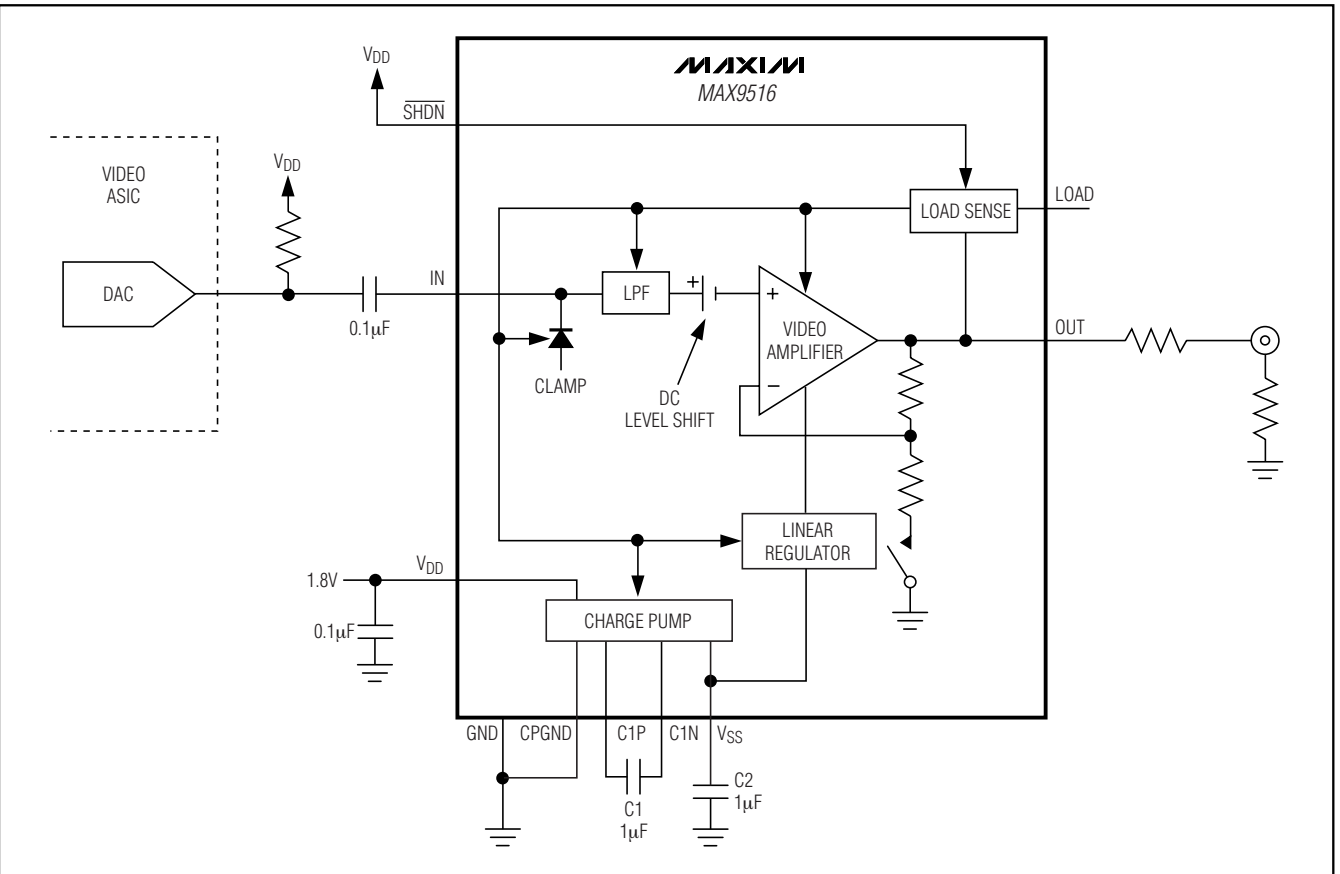 MAXIM
MAX9516
VDD
SHDN
VIDEO
ASIC
VDD
DAC
0.1μF
IN
LPF
+
CLAMP
DC
LEVEL SHIFT
+
VIDEO
AMPLIFIER
−
LOAD SENSE
LOAD
OUT
LINEAR
REGULATOR
1.8V
VDD
0.1μF
CHARGE PUMP
GND
CPGND
C1P
C1N
VSS
C1
1μF
C2
1μF